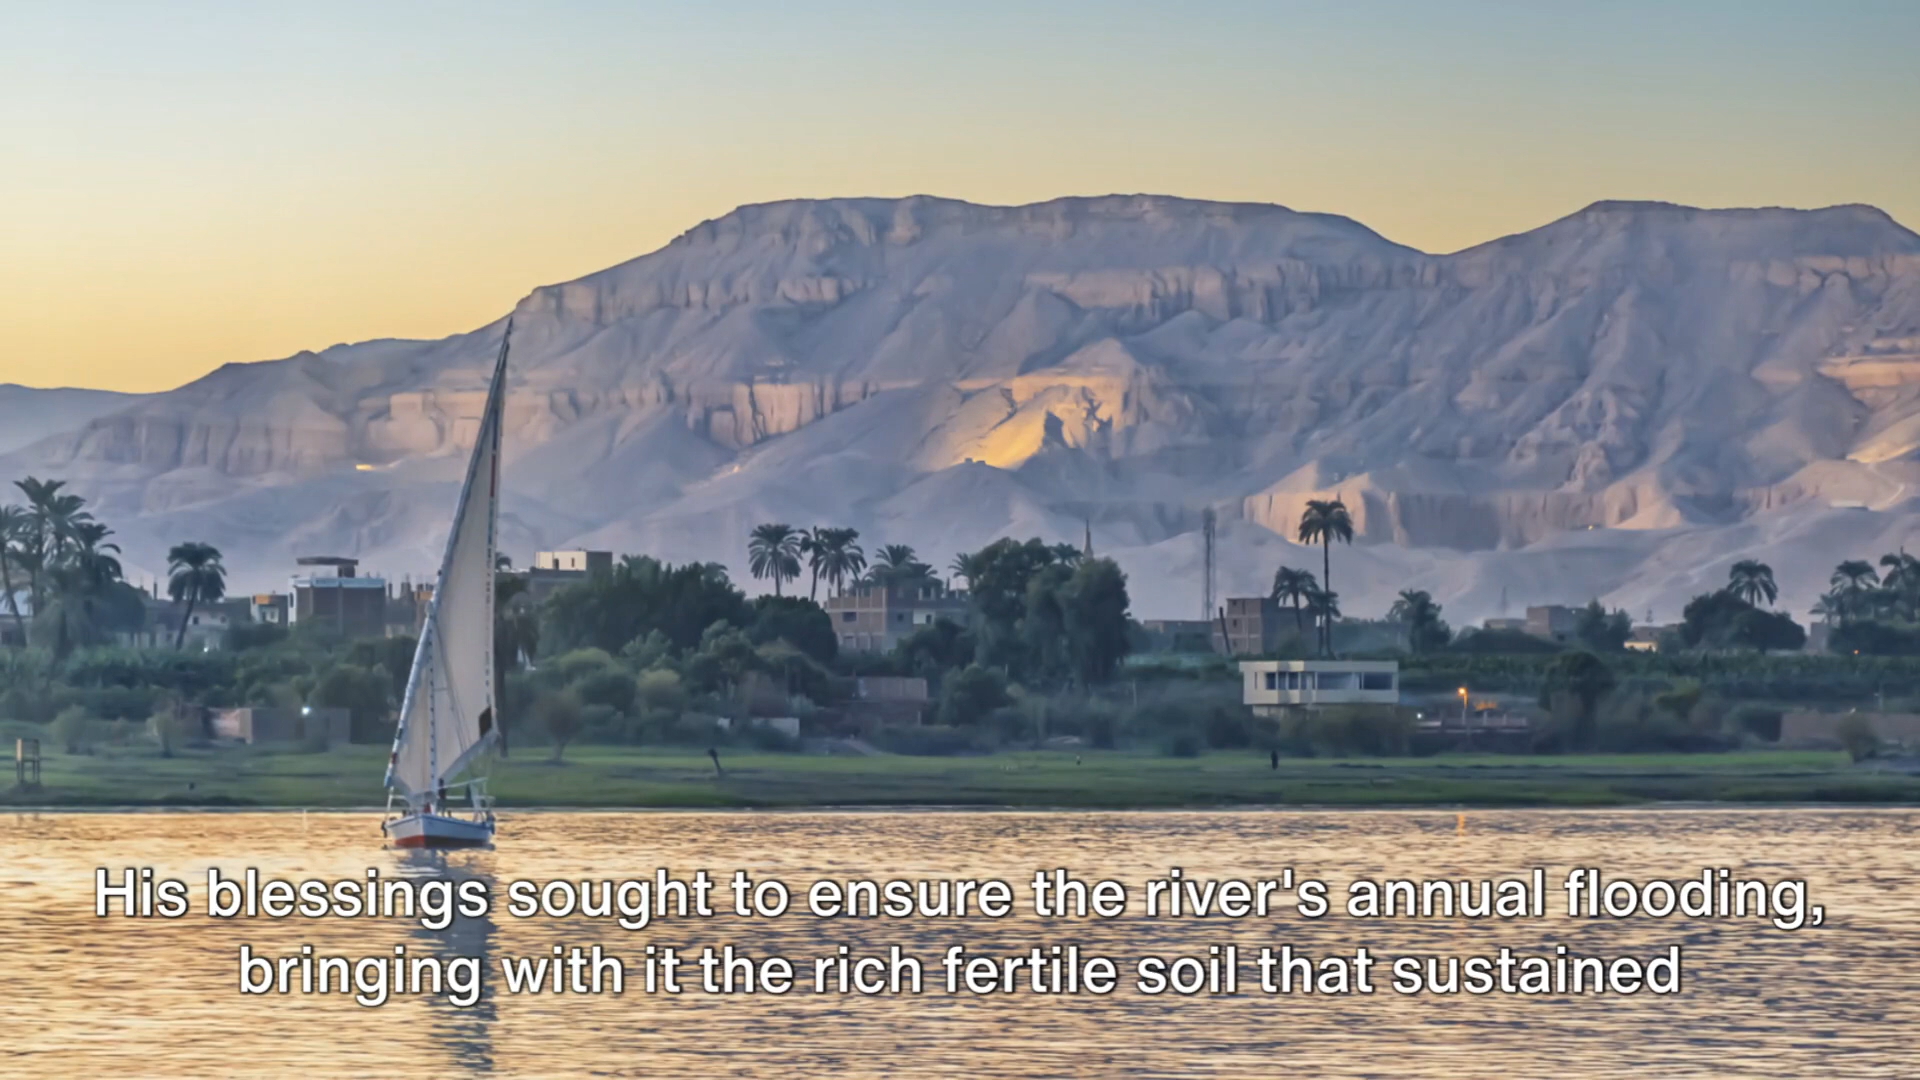 His blessings sought to ensure the river's annual flooding,
bringing with it the rich fertile soil that sustained